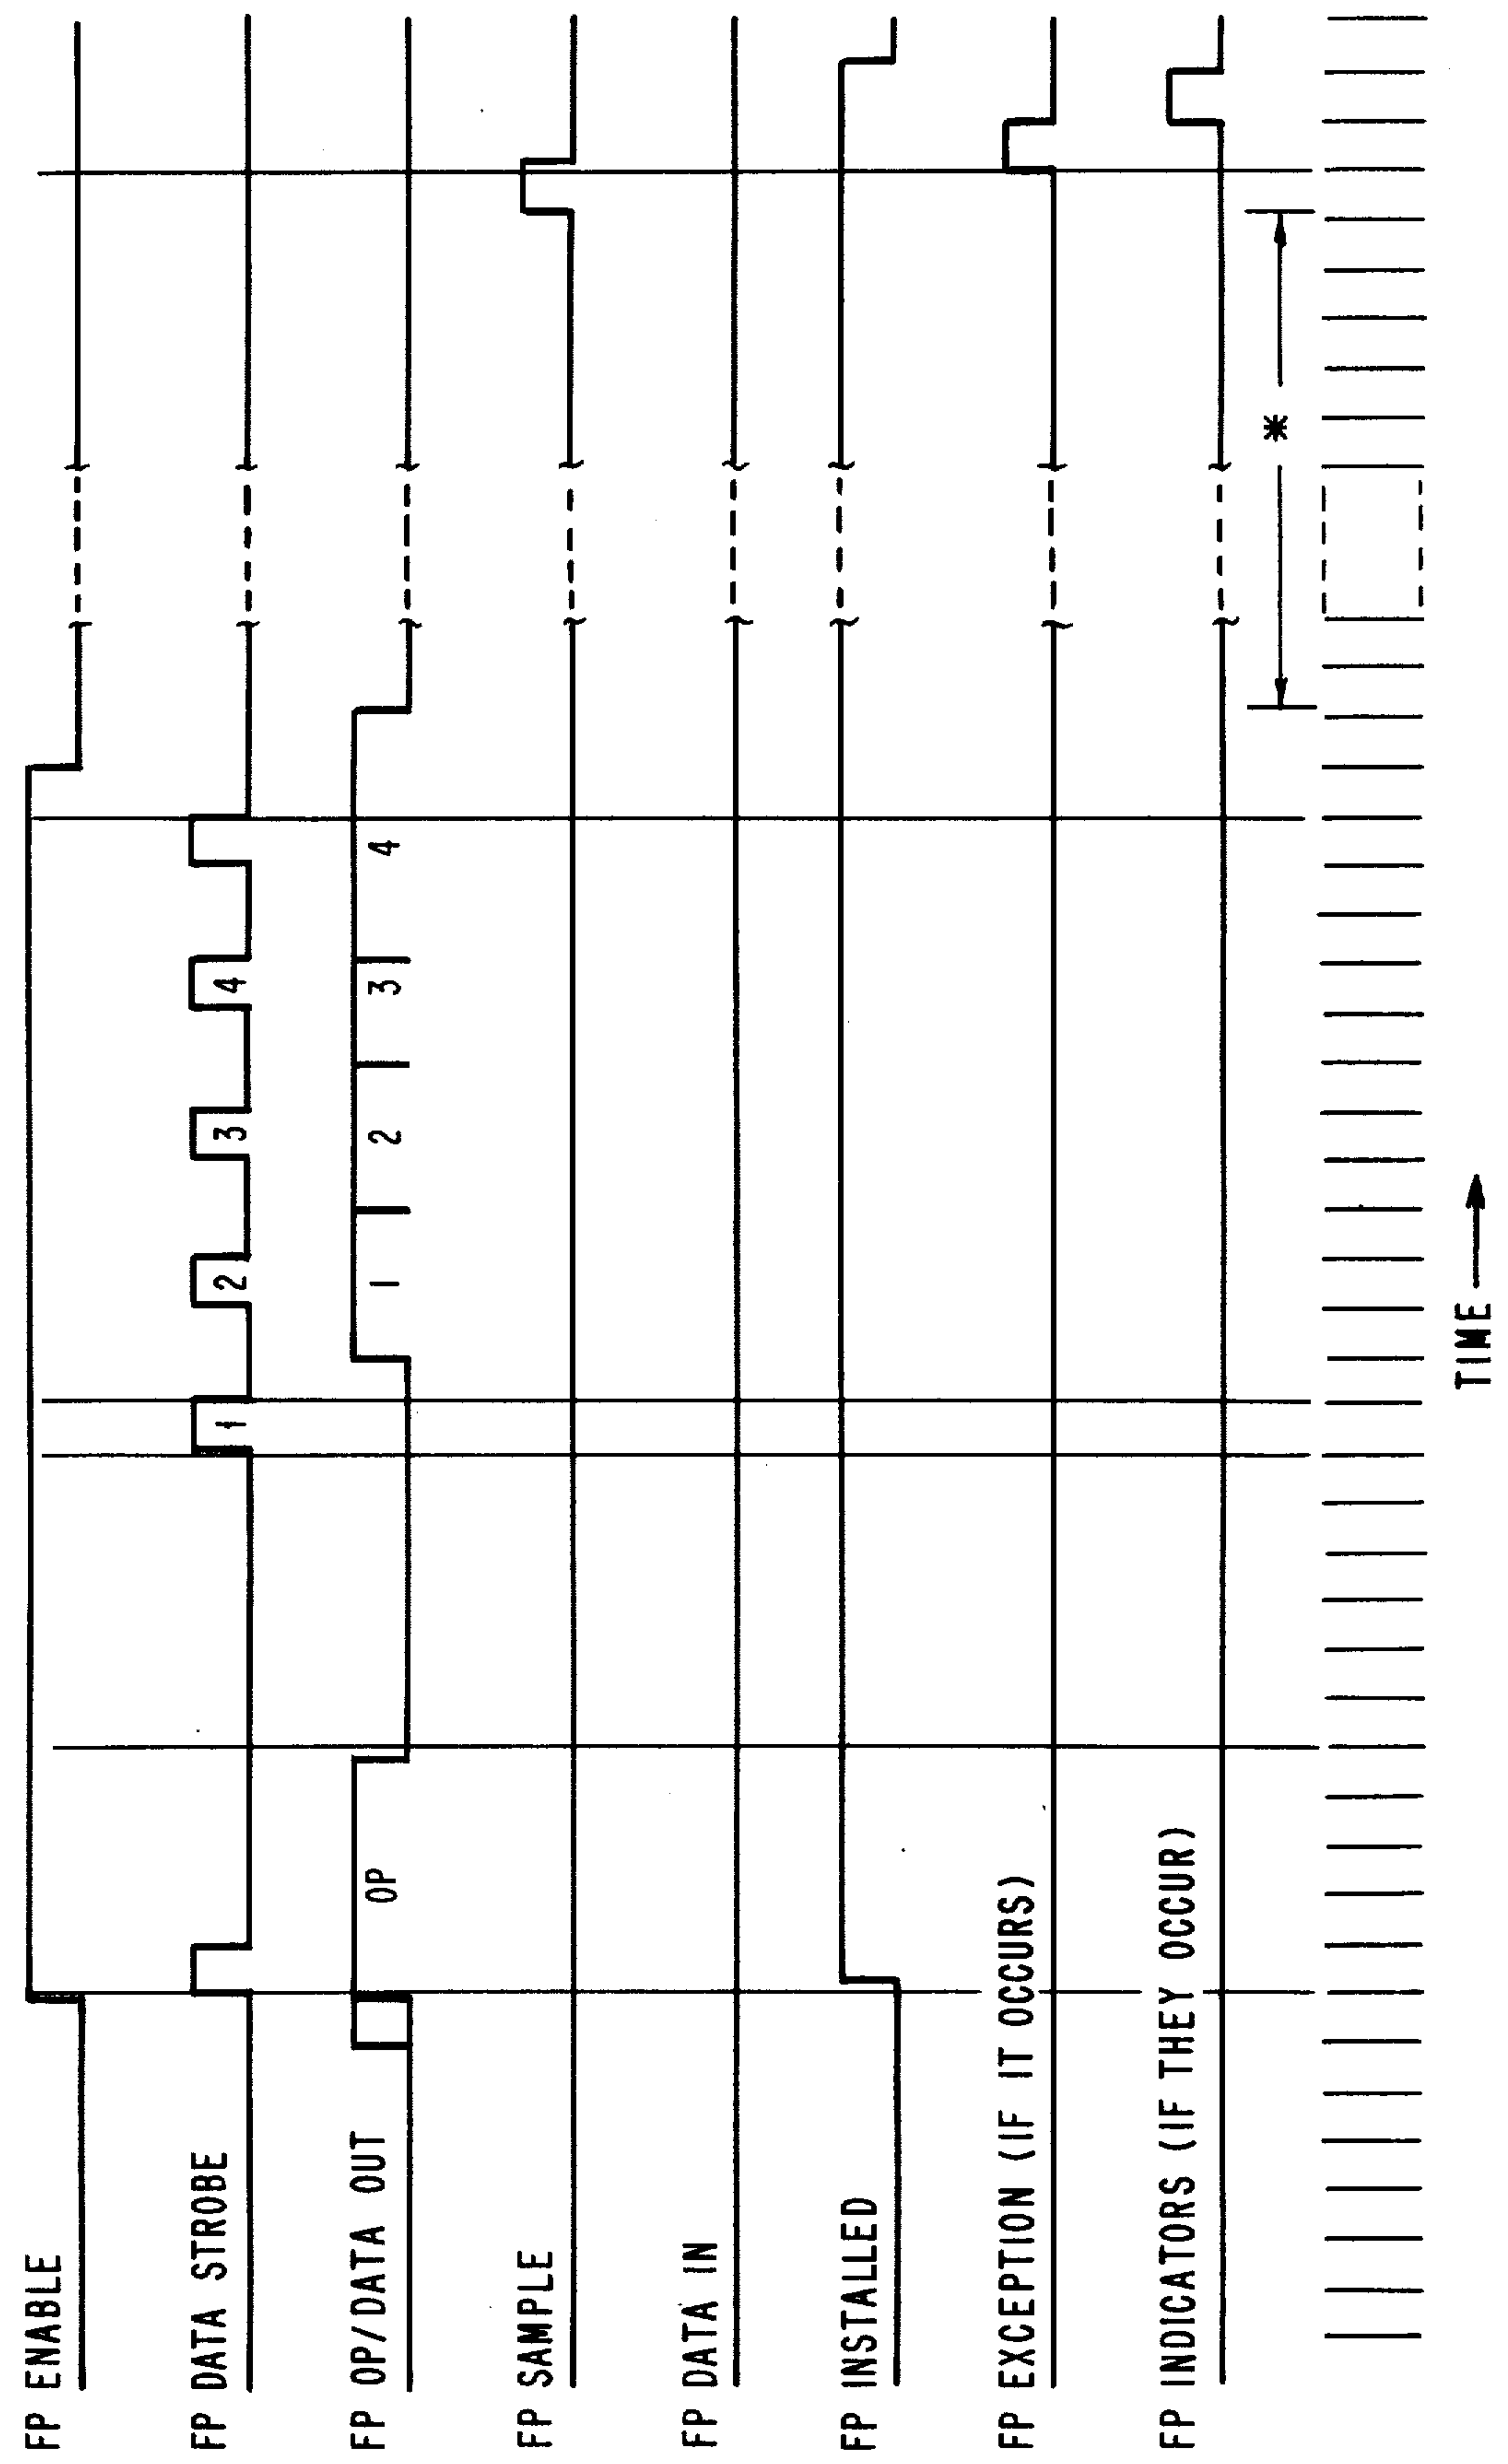 FP ENABLE
FP DATA STROBE
1 2 3 4
FP OP/DATA OUT
OP 1 2 3 4
FP SAMPLE
FP DATA IN
FP INSTALLED
FP EXCEPTION (IF IT OCCURS)
FP INDICATORS (IF THEY OCCUR)
*
TIME